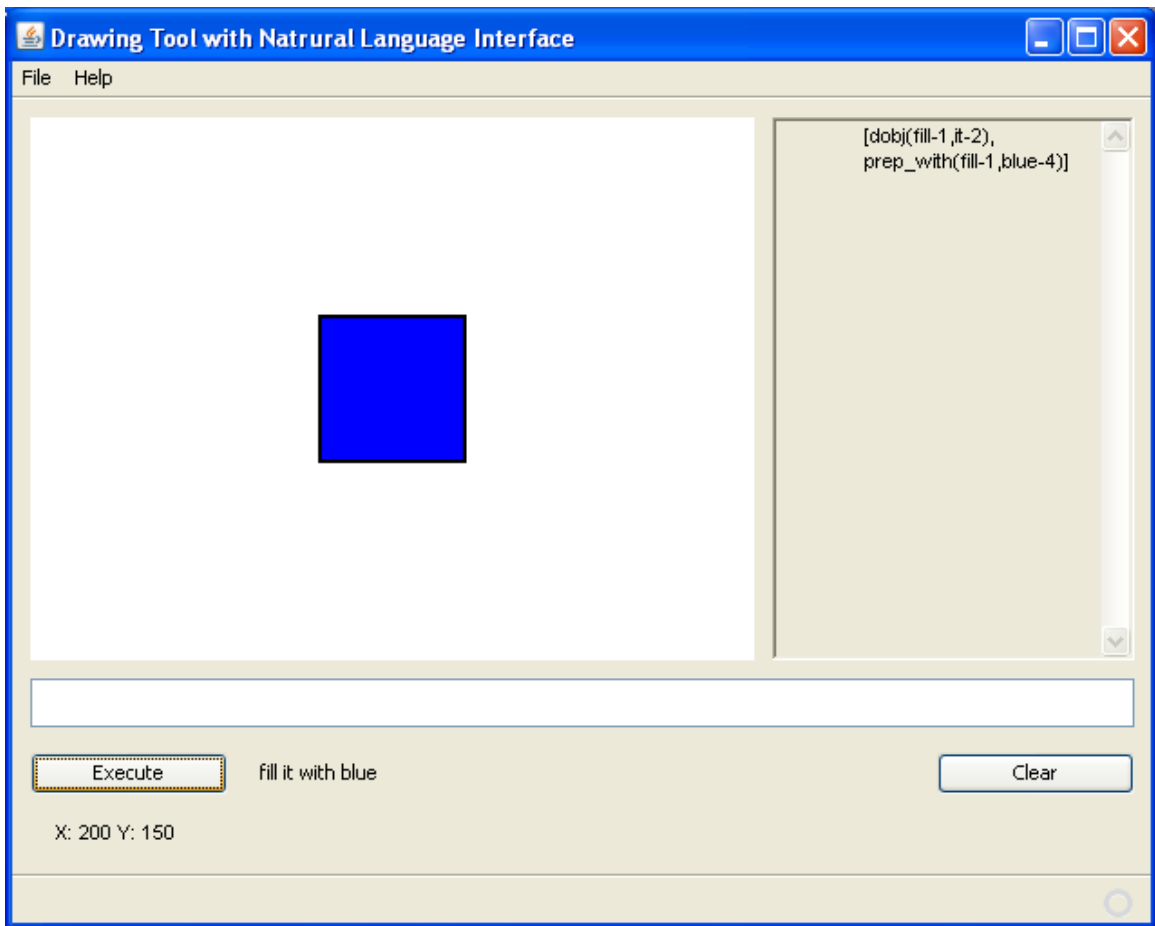 Drawing Tool with Natrural Language Interface
File Help
[dobj(fill-1,it-2),
prep_with(fill-1,blue-4)]
Execute fill it with blue Clear
X: 200 Y: 150